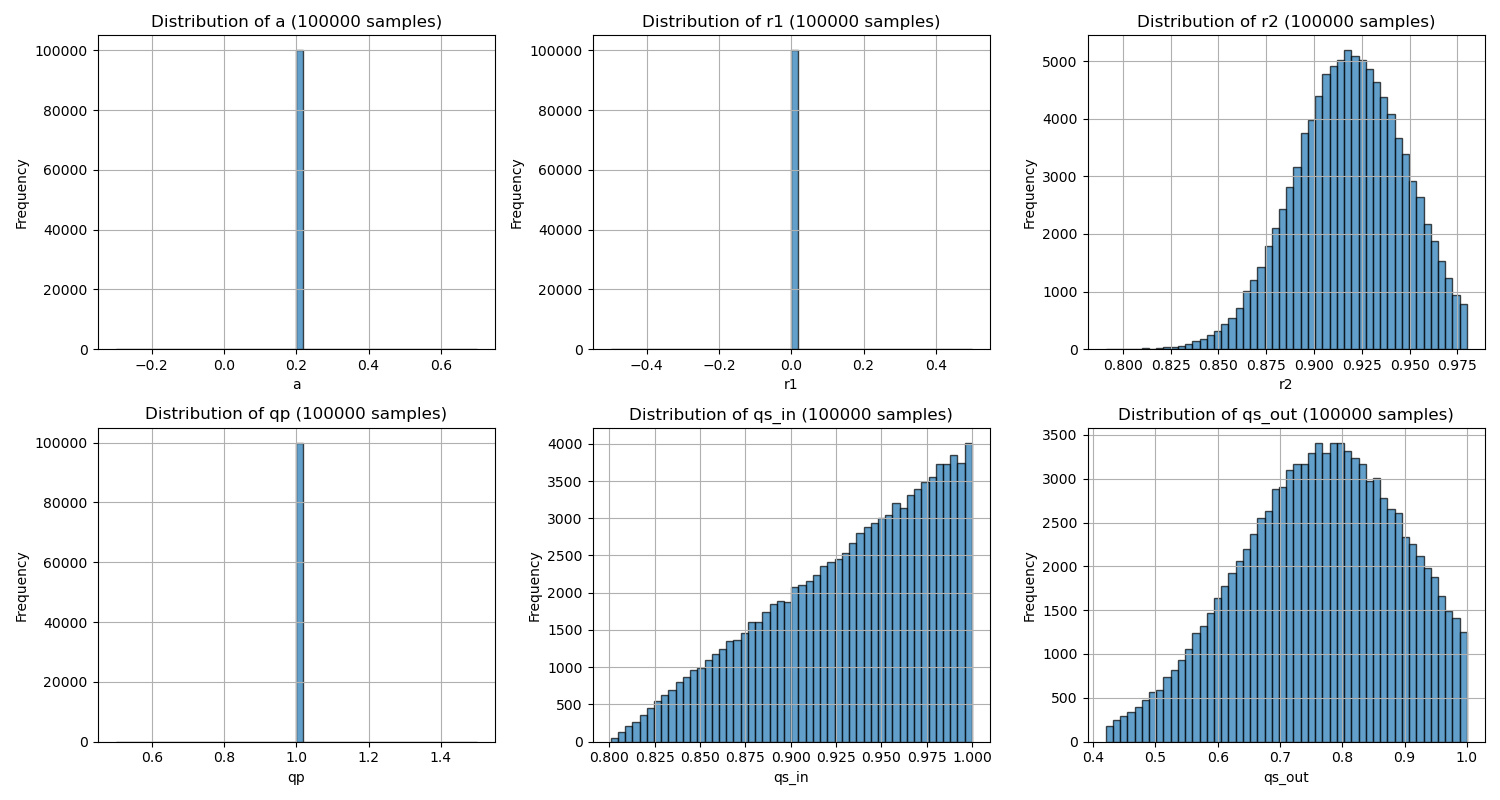 Distribution of a (100000 samples)
Frequency
100000
80000
60000
40000
20000
0
−0.2 0.0 0.2 0.4 0.6
a
Distribution of r1 (100000 samples)
Frequency
100000
80000
60000
40000
20000
0
−0.4 −0.2 0.0 0.2 0.4
r1
Distribution of r2 (100000 samples)
Frequency
5000
4000
3000
2000
1000
0
0.800 0.825 0.850 0.875 0.900 0.925 0.950 0.975
r2
Distribution of qp (100000 samples)
Frequency
100000
80000
60000
40000
20000
0
0.6 0.8 1.0 1.2 1.4
qp
Distribution of qs_in (100000 samples)
Frequency
4000
3500
3000
2500
2000
1500
1000
500
0
0.800 0.825 0.850 0.875 0.900 0.925 0.950 0.975 1.000
qs_in
Distribution of qs_out (100000 samples)
Frequency
3500
3000
2500
2000
1500
1000
500
0
0.4 0.5 0.6 0.7 0.8 0.9 1.0
qs_out